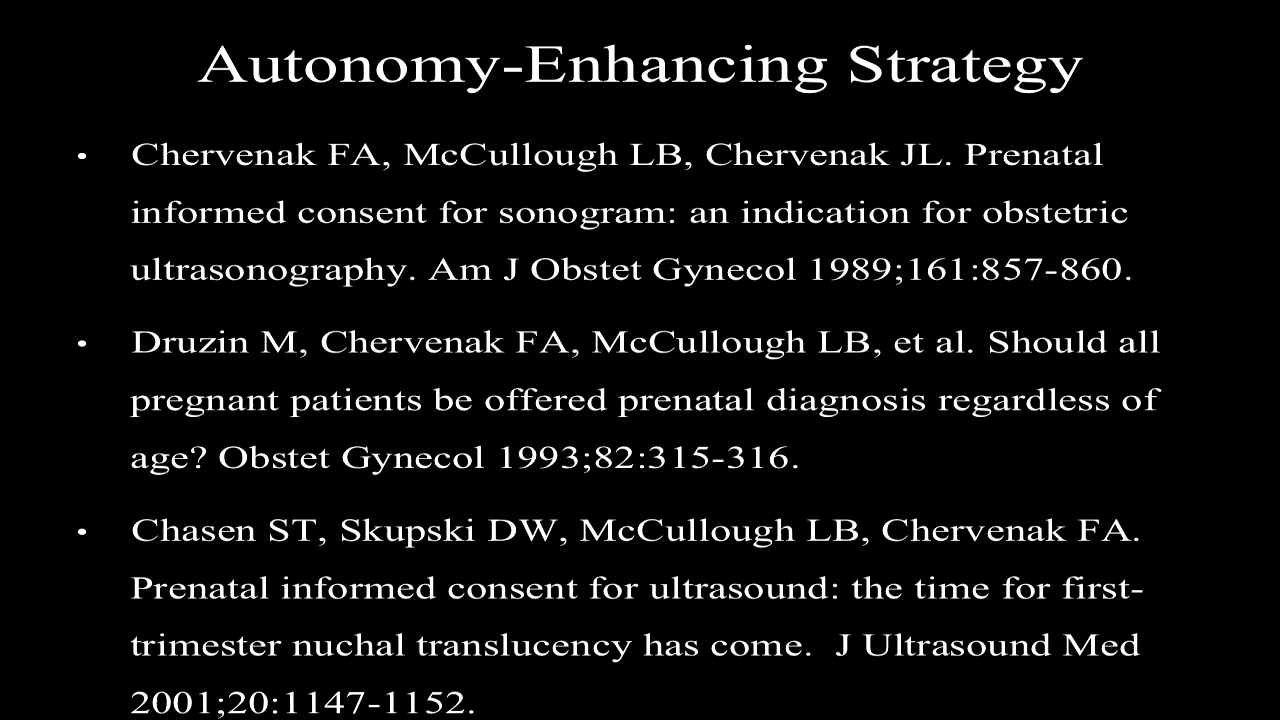 Autonomy-Enhancing Strategy
• Chervenak FA, McCullough LB, Chervenak JL. Prenatal
informed consent for sonogram: an indication for obstetric
ultrasonography. Am J Obstet Gynecol 1989;161:857-860.
• Druzin M, Chervenak FA, McCullough LB, et al. Should all
pregnant patients be offered prenatal diagnosis regardless of
age? Obstet Gynecol 1993;82:315-316.
• Chasen ST, Skupski DW, McCullough LB, Chervenak FA.
Prenatal informed consent for ultrasound: the time for first-
trimester nuchal translucency has come.  J Ultrasound Med
2001;20:1147-1152.